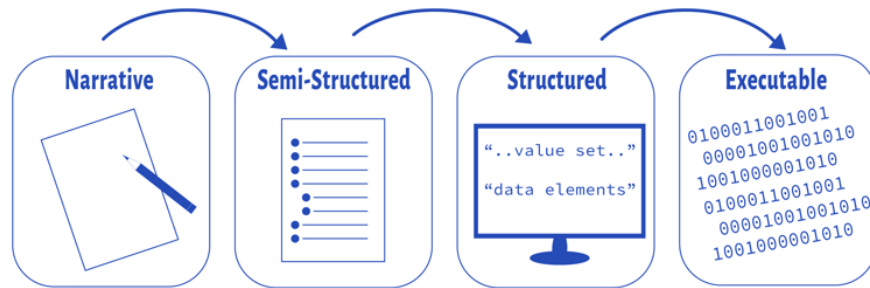 Narrative
Semi-Structured
Structured
Executable
“..value set..”
“data elements”
0100011001001
00001001001010
1001000001010
0100011001001
00001001001010
1001000001010